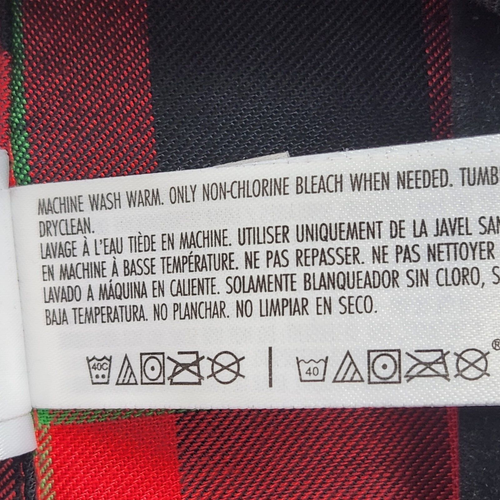 MACHINE WASH WARM. ONLY NON-CHLORINE BLEACH WHEN NEEDED. TUMB
DRYCLEAN.
LAVAGE À L'EAU TIÈDE EN MACHINE. UTILISER UNIQUEMENT DE LA JAVEL SAN
EN MACHINE À BASSE TEMPÉRATURE. NE PAS REPASSER. NE PAS NETTOYER
LAVADO A MÁQUINA EN CALIENTE. SOLAMENTE BLANQUEADOR SIN CLORO, S
BAJA TEMPERATURA. NO PLANCHAR. NO LIMPIAR EN SECO.
40C | 40 ®